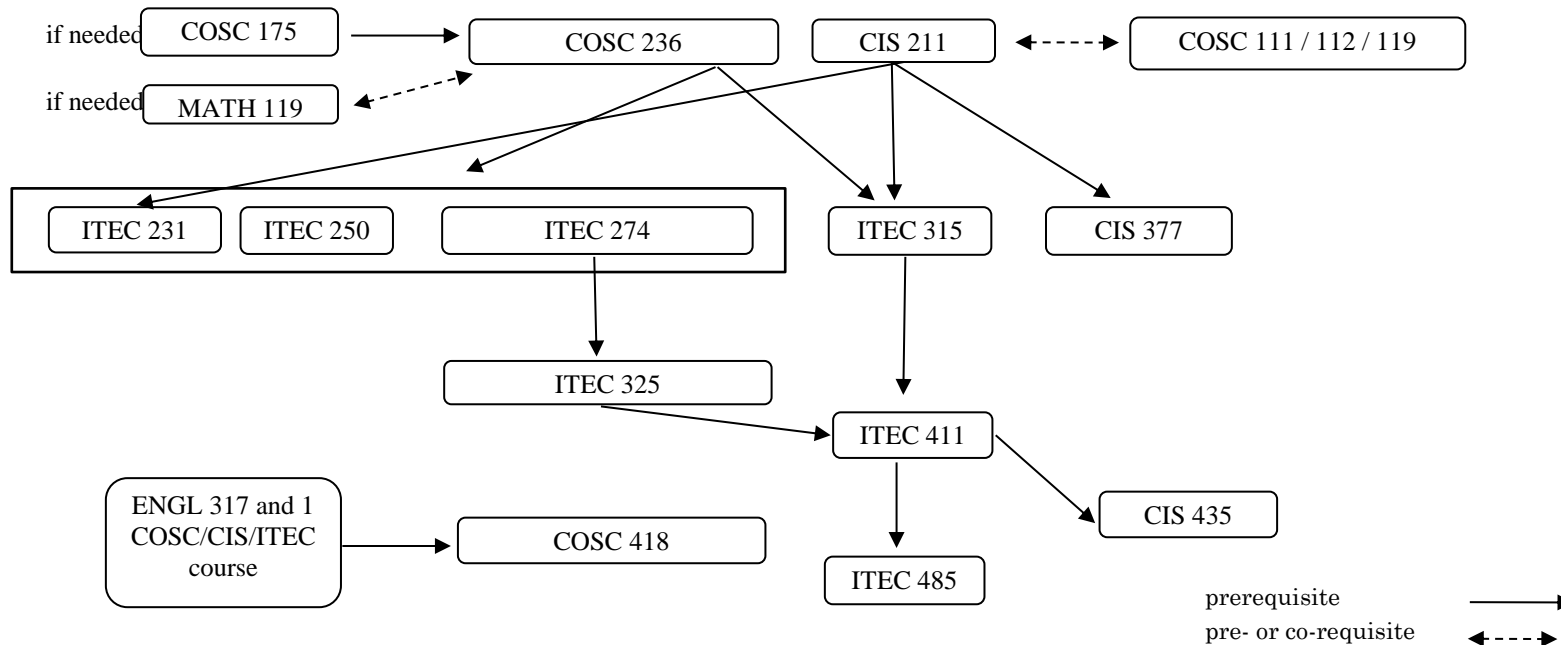 if needed
COSC 175
COSC 236
CIS 211
COSC 111 / 112 / 119
if needed
MATH 119
ITEC 231
ITEC 250
ITEC 274
ITEC 315
CIS 377
ITEC 325
ITEC 411
ENGL 317 and 1
COSC/CIS/ITEC
course
COSC 418
CIS 435
ITEC 485
prerequisite
pre- or co-requisite